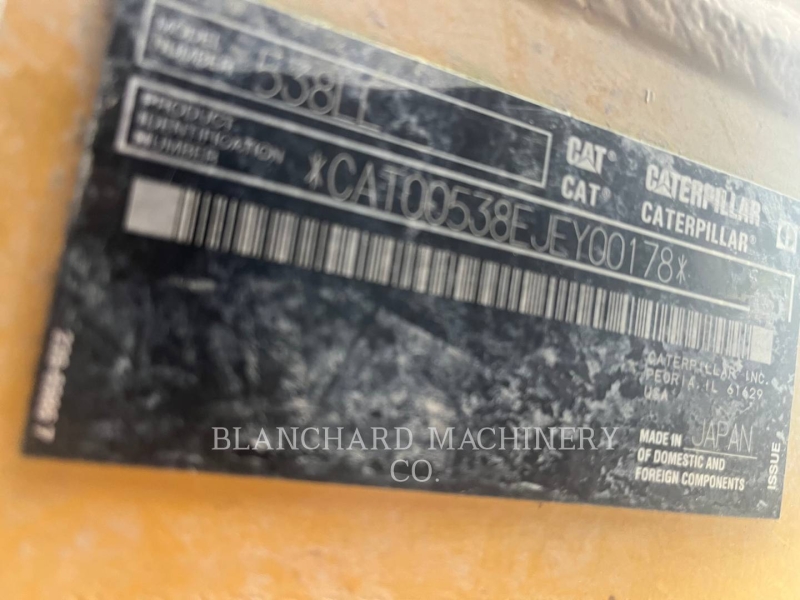 MODEL
NUMBER
538LL
PRODUCT
IDENTIFICATION
NUMBER
*CAT00538EJEY00178*
CAT® CATERPILLAR
CAT® CATERPILLAR
CATERPILLAR INC.
PEORIA, IL 61629
USA
MADE IN JAPAN
OF DOMESTIC AND
FOREIGN COMPONENTS
ISSUE
BLANCHARD MACHINERY
CO.